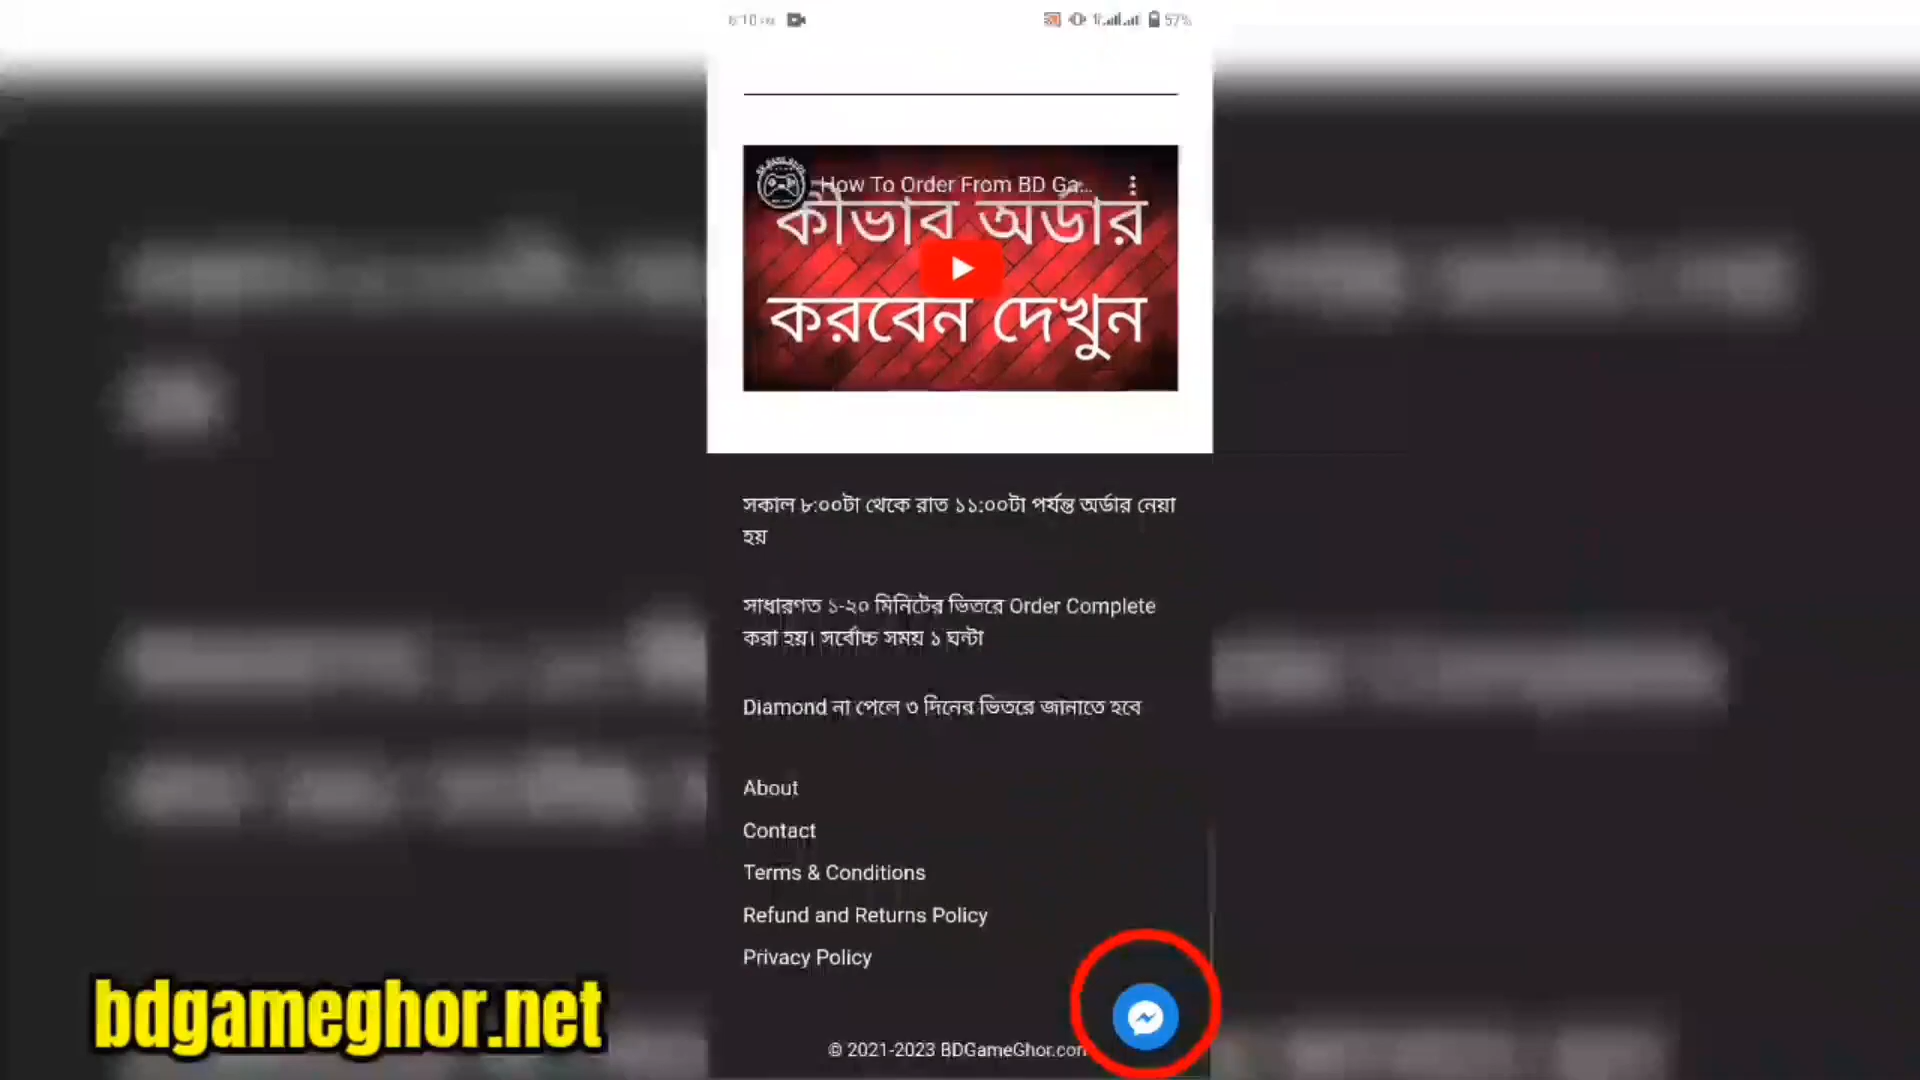 57%
How To Order From BD Ga...
কীভাব অর্ডার
করবেন দেখুন
সকাল ৮:০০টা থেকে রাত ১১:০০টা পর্যন্ত অর্ডার নেয়া
হয়
সাধারণত ১-২০ মিনিটের ভিতরে Order Complete
করা হয়। সর্বোচ্চ সময় ১ ঘন্টা
Diamond না পেলে ৩ দিনের ভিতরে জানাতে হবে
About
Contact
Terms & Conditions
Refund and Returns Policy
Privacy Policy
bdgameghor.net
© 2021-2023 BDGameGhor.com